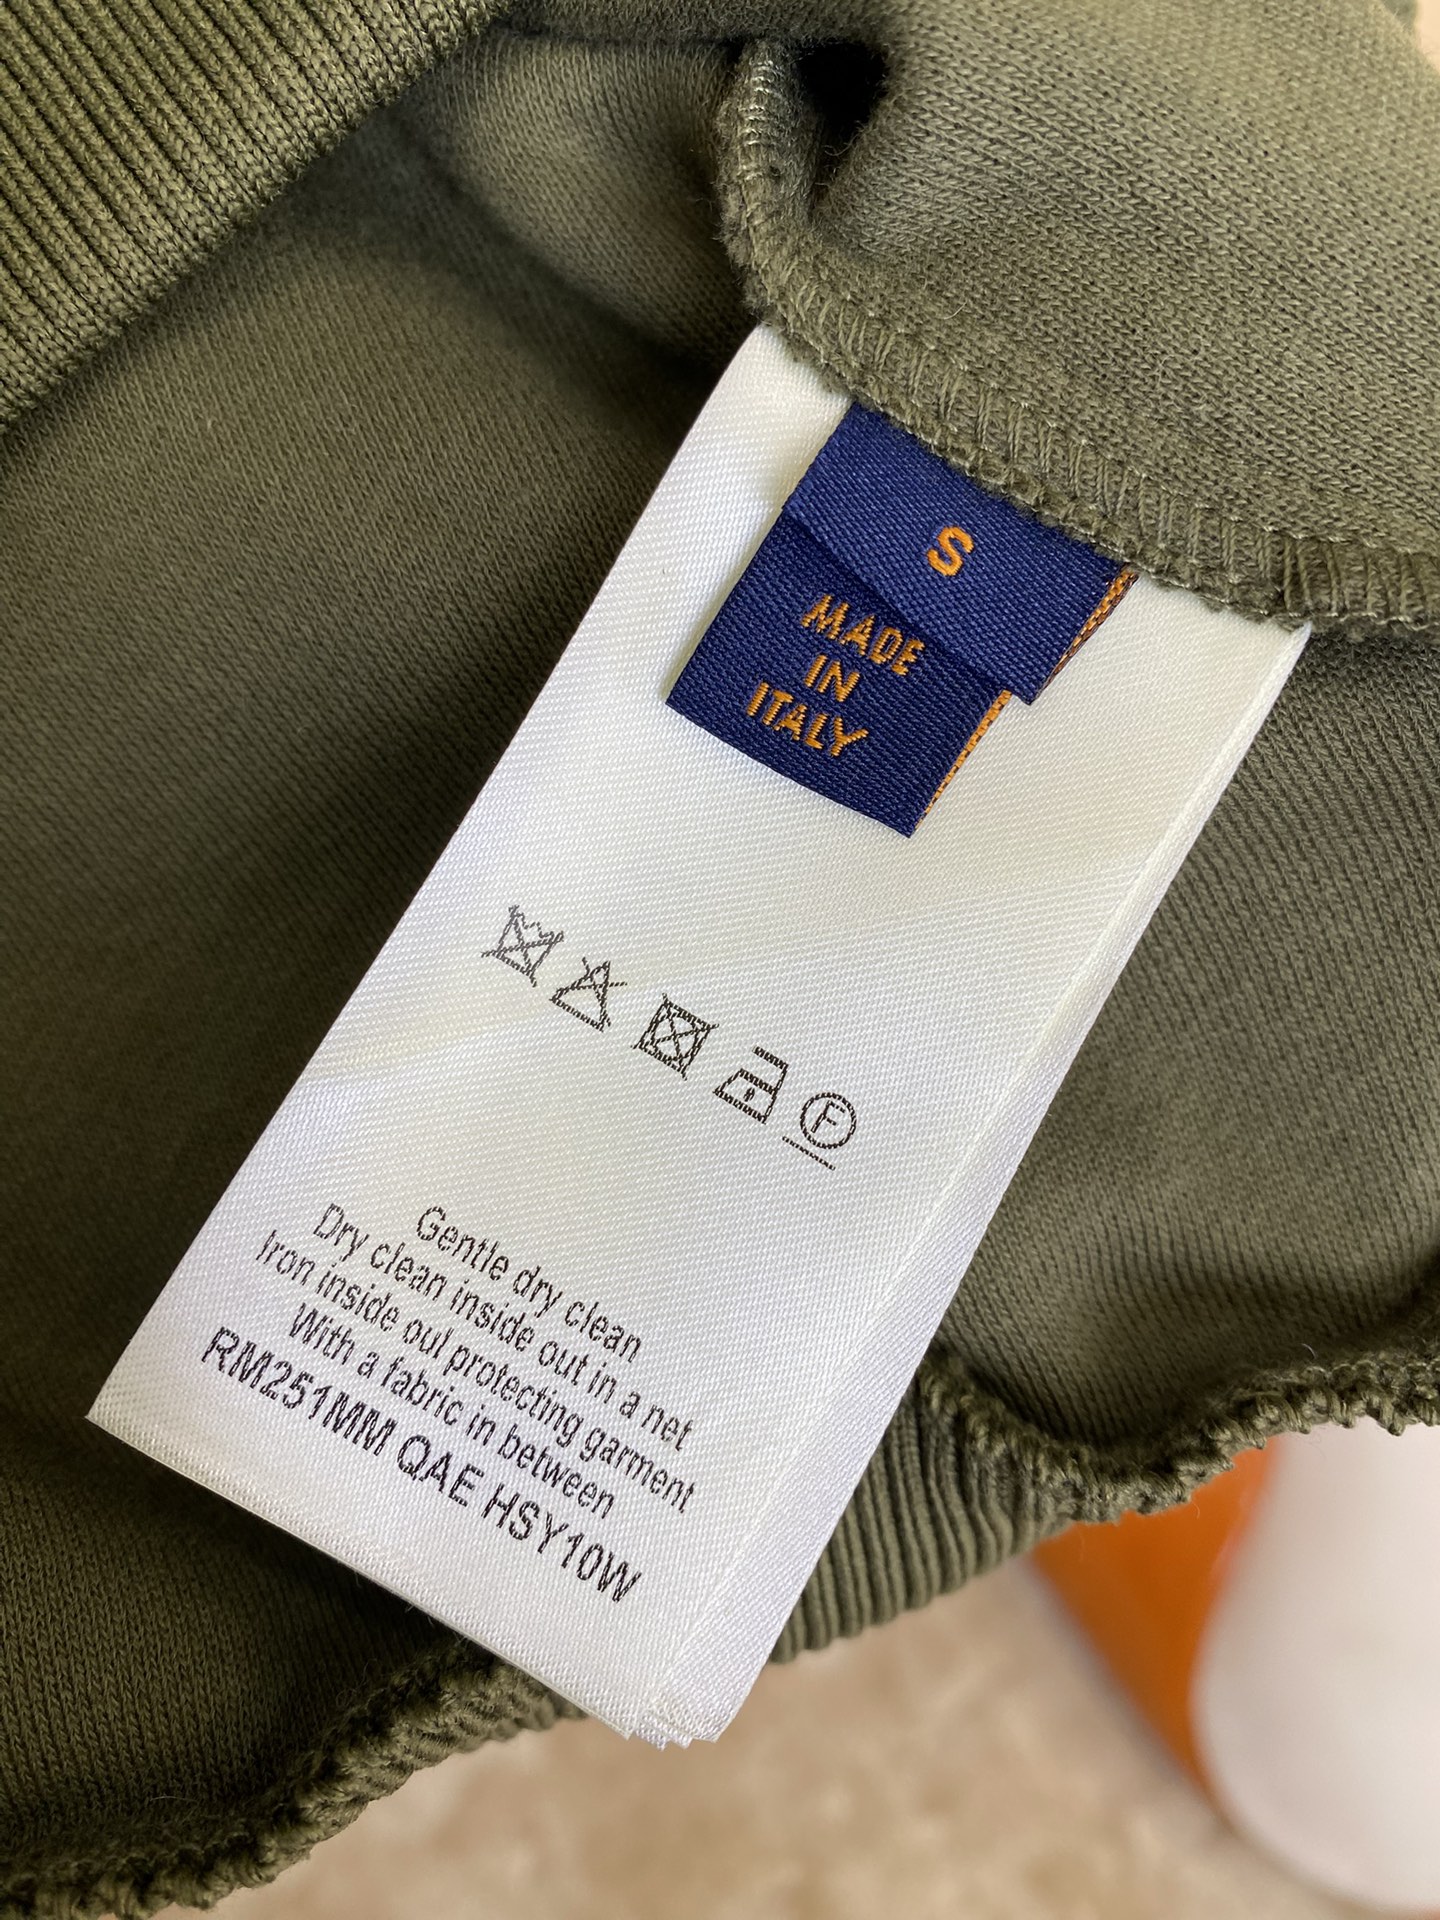 S
MADE
IN
ITALY
F
Gentle dry clean
Dry clean inside out in a net
Iron inside oul protecting garment
With a fabric in between
RM251MM QAE HSY10W